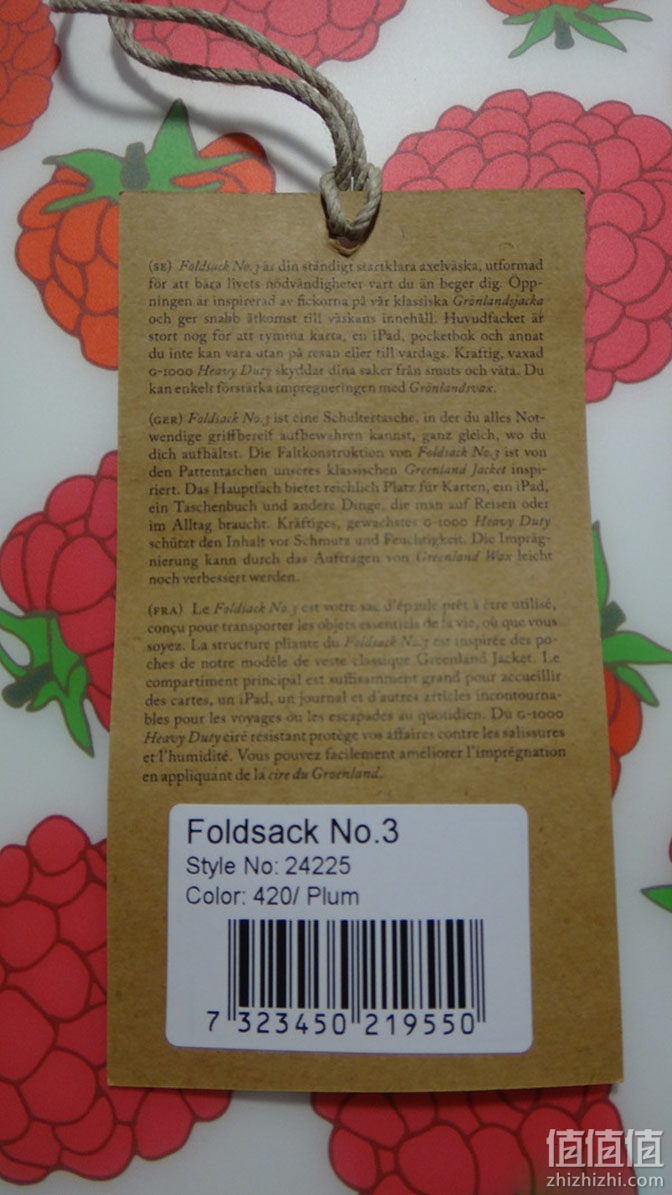 (SE) Foldsack No.3 är din ständigt startklara axelväska, utformad
för att bära livets nödvändigheter vart du än beger dig. Öpp-
ningen är inspirerad av fickorna på vår klassiska Grönlandsjacka
och ger snabb åtkomst till väskans innehåll. Huvudfacket är
stort nog för att rymma karta, en iPad, pocketbok och annat
du inte kan vara utan på resan eller till vardags. Kraftig, vaxad
G-1000 Heavy Duty skyddar dina saker från smuts och väta. Du
kan enkelt förstärka impregneringen med Grönlandsvax.
(GER) Foldsack No.3 ist eine Schultertasche, in der du alles Not-
wendige griffbereit aufbewahren kannst, ganz gleich, wo du
dich aufhältst. Die Faltkonstruktion von Foldsack No.3 ist von
den Pattentaschen unseres klassischen Greenland Jacket inspi-
riert. Das Hauptfach bietet reichlich Platz für Karten, ein iPad,
ein Taschenbuch und andere Dinge, die man auf Reisen oder
im Alltag braucht. Kräftiges, gewachstes G-1000 Heavy Duty
schützt den Inhalt vor Schmutz und Feuchtigkeit. Die Impräg-
nierung kann durch das Auftragen von Greenland Wax leicht
noch verbessert werden.
(FRA) Le Foldsack No.3 est votre sac d'épaule prêt à être utilisé,
conçu pour transporter les objets essentiels de la vie, où que vous
soyez. La structure pliante du Foldsack No.3 est inspirée des po-
ches de notre modèle de veste classique Greenland Jacket. Le
compartiment principal est suffisamment grand pour accueillir
des cartes, un iPad, un journal et d'autres articles incontourna-
bles pour les voyages ou les escapades au quotidien. Du G-1000
Heavy Duty ciré résistant protège vos affaires contre les salissures
et l'humidité. Vous pouvez facilement améliorer l'imprégnation
en appliquant de la cire du Groenland.
Foldsack No.3
Style No: 24225
Color: 420/ Plum
7 323450 219550
值值值
zhizhizhi.com